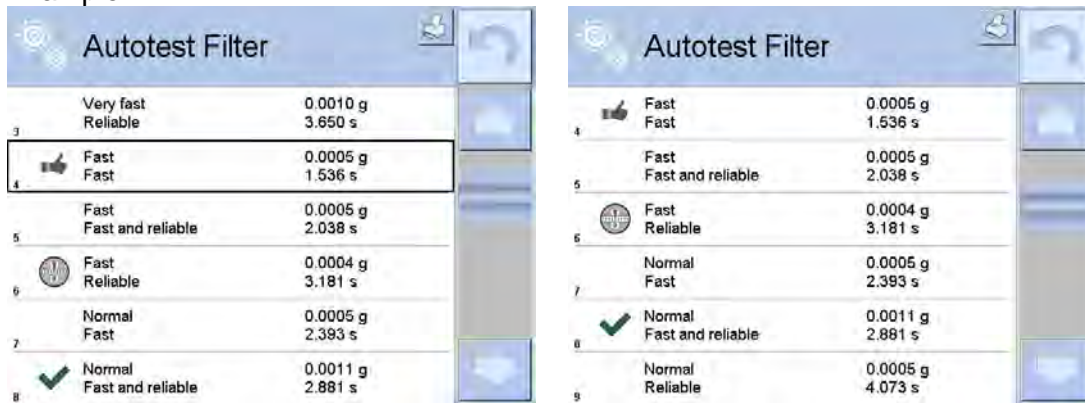 Autotest Filter
3 Very fast 0.0010 g
Reliable 3.650 s
4 Fast 0.0005 g
Fast 1.536 s
5 Fast 0.0005 g
Fast and reliable 2.038 s
6 Fast 0.0004 g
Reliable 3.181 s
7 Normal 0.0005 g
Fast 2.393 s
8 Normal 0.0011 g
Fast and reliable 2.881 s
Autotest Filter
4 Fast 0.0005 g
Fast 1.536 s
5 Fast 0.0005 g
Fast and reliable 2.038 s
6 Fast 0.0004 g
Reliable 3.181 s
7 Normal 0.0005 g
Fast 2.393 s
8 Normal 0.0011 g
Fast and reliable 2.881 s
9 Normal 0.0005 g
Reliable 4.073 s